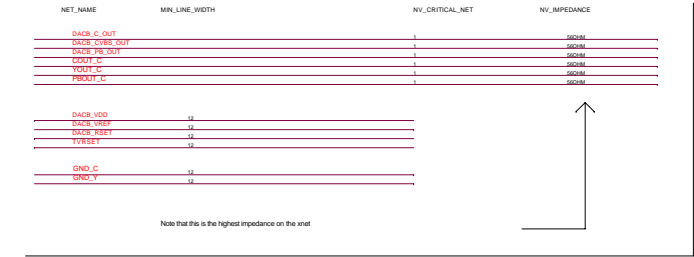 NET_NAME MIN_LINE_WIDTH NV_CRITICAL_NET NV_IMPEDANCE
DACB_C_OUT 1 56OHM
DACB_CVBS_OUT 1 56OHM
DACB_PB_OUT 1 56OHM
COUT_C 1 56OHM
YOUT_C 1 56OHM
PBOUT_C 1 56OHM
DACB_VDD 12
DACB_VREF 12
DACB_RSET 12
TVRSET 12
GND_C 12
GND_Y 12
Note that this is the highest impedance on the xnet